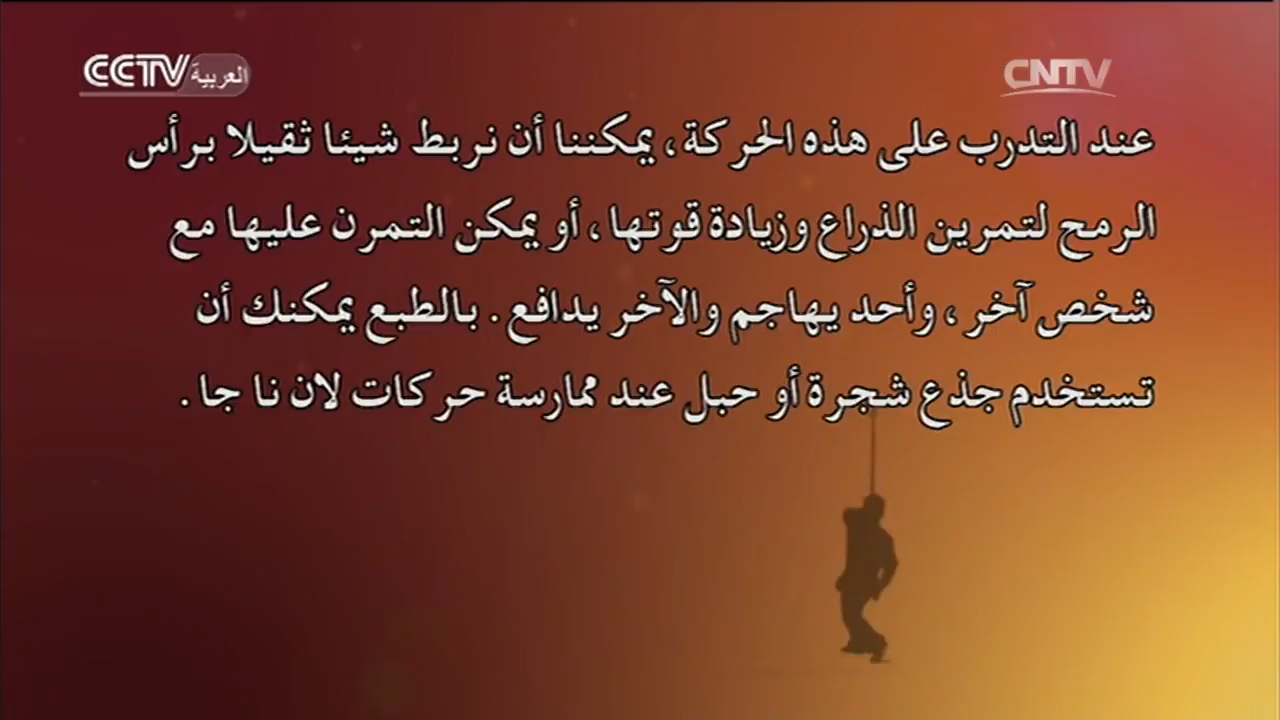 CCTV العربية
CNTV
عند التدرب على هذه الحركة، يمكننا أن نربط شيئا ثقيلا برأس
الرمح لتمرين الذراع وزيادة قوتها، أو يمكن التمرن عليها مع
شخص آخر، وأحد يهاجم والآخر يدافع. بالطبع يمكنك أن
تستخدم جذع شجرة أو حبل عند ممارسة حركات لان نا جا.